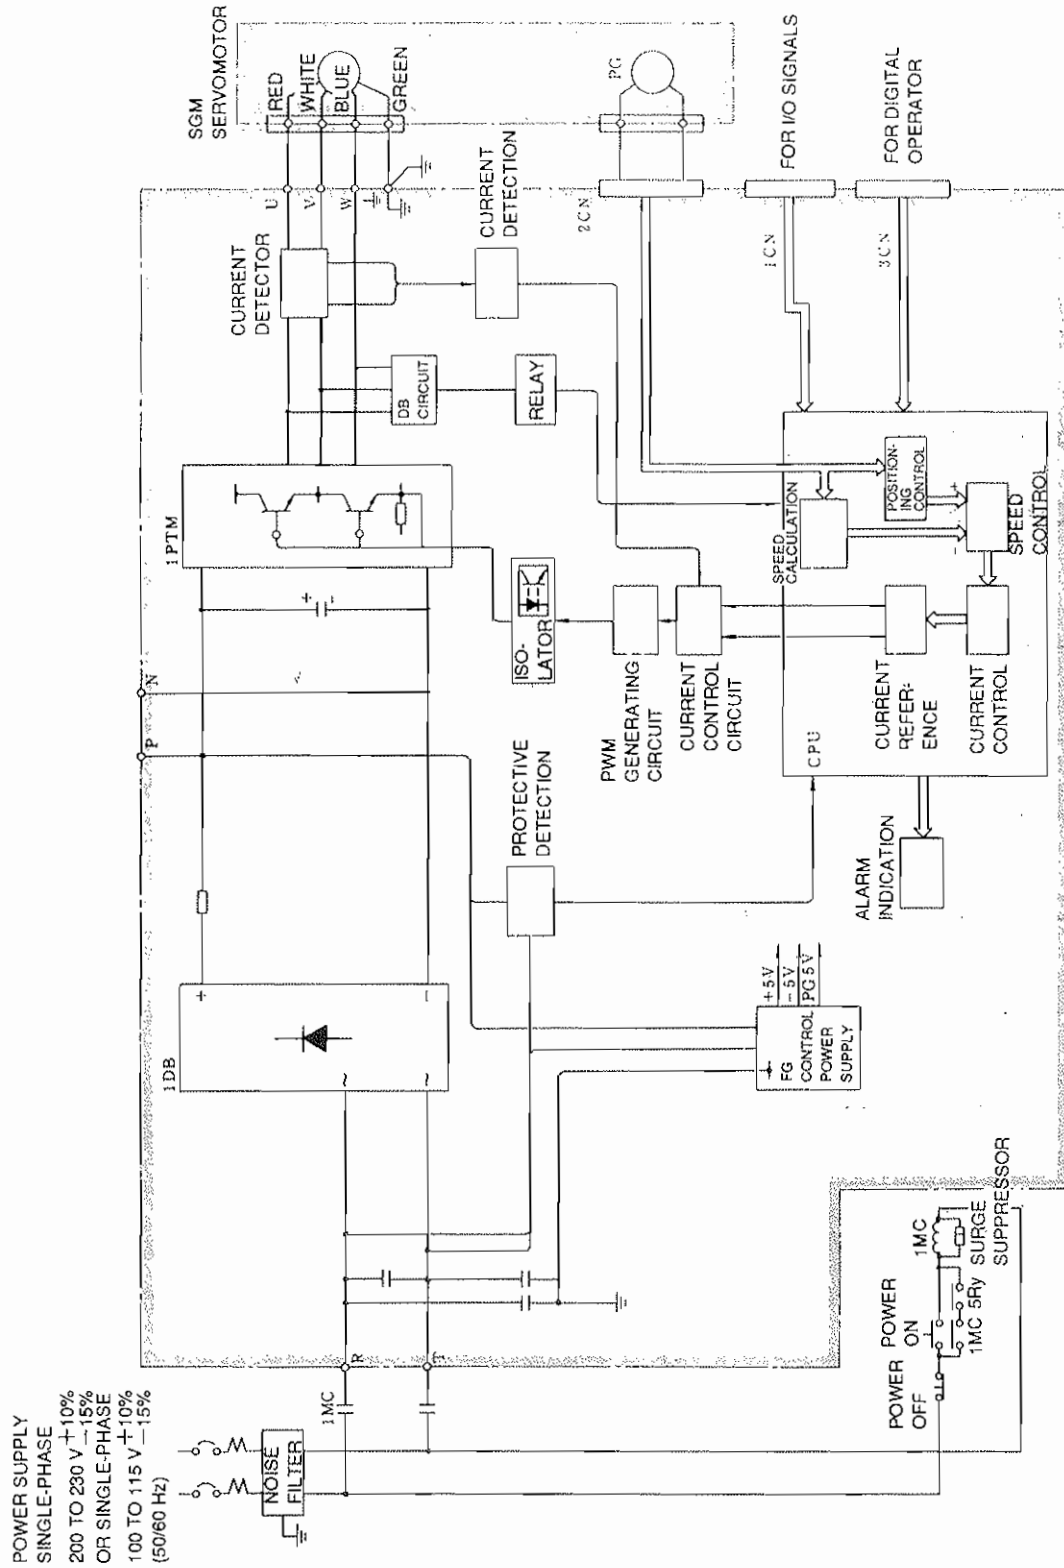 POWER SUPPLY
SINGLE-PHASE
200 TO 230 V +10%
−15%
OR SINGLE-PHASE
100 TO 115 V +10%
−15%
(50/60 Hz)
NOISE
FILTER
1MC
R
T
1DB
+
−
~
~
P
N
+
1PTM
CURRENT
DETECTOR
U
V
W
SGM
SERVOMOTOR
RED
WHITE
BLUE
GREEN
DB
CIRCUIT
CURRENT
DETECTION
RELAY
ISO-
LATOR
PG
2CN
PROTECTIVE
DETECTION
PWM
GENERATING
CIRCUIT
CURRENT
CONTROL
CIRCUIT
1CN
FOR I/O SIGNALS
3CN
FOR DIGITAL
OPERATOR
CPU
SPEED
CALCULATION
POSITION-
ING
CONTROL
+
−
SPEED
CONTROL
CURRENT
REFER-
ENCE
CURRENT
CONTROL
ALARM
INDICATION
+5V
−5V
PG5V
FG
CONTROL
POWER
SUPPLY
POWER
OFF
POWER
ON
1MC
1MC 5Ry
SURGE
SUPPRESSOR